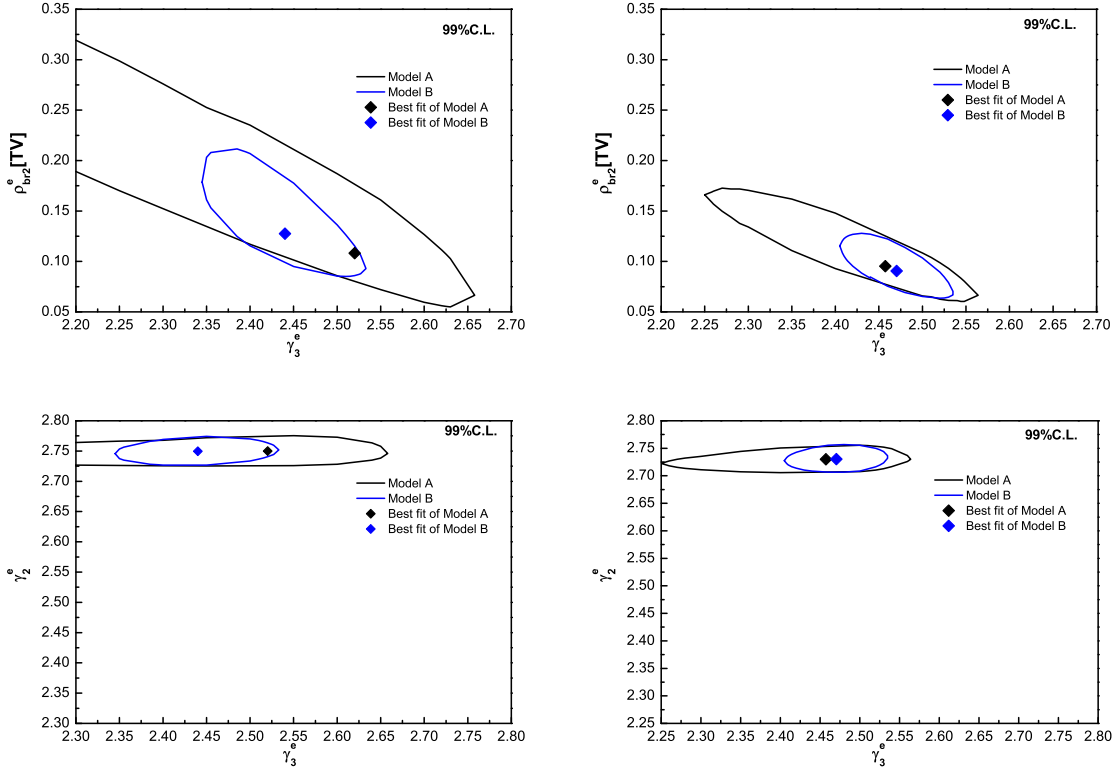 0.35
0.30
0.25
0.20
0.15
0.10
0.05
ρ^e_br2[TV]
2.20 2.25 2.30 2.35 2.40 2.45 2.50 2.55 2.60 2.65 2.70
γ^e_3
99%C.L.
Model A
Model B
Best fit of Model A
Best fit of Model B
0.35
0.30
0.25
0.20
0.15
0.10
0.05
ρ^e_br2[TV]
2.20 2.25 2.30 2.35 2.40 2.45 2.50 2.55 2.60 2.65 2.70
γ^e_3
99%C.L.
Model A
Model B
Best fit of Model A
Best fit of Model B
2.80
2.75
2.70
2.65
2.60
2.55
2.50
2.45
2.40
2.35
2.30
γ^e_2
2.30 2.35 2.40 2.45 2.50 2.55 2.60 2.65 2.70 2.75 2.80
γ^e_3
99%C.L.
Model A
Model B
Best fit of Model A
Best fit of Model B
2.80
2.75
2.70
2.65
2.60
2.55
2.50
2.45
2.40
2.35
2.30
2.25
γ^e_2
2.25 2.30 2.35 2.40 2.45 2.50 2.55 2.60 2.65 2.70 2.75 2.80
γ^e_3
99%C.L.
Model A
Model B
Best fit of Model A
Best fit of Model B